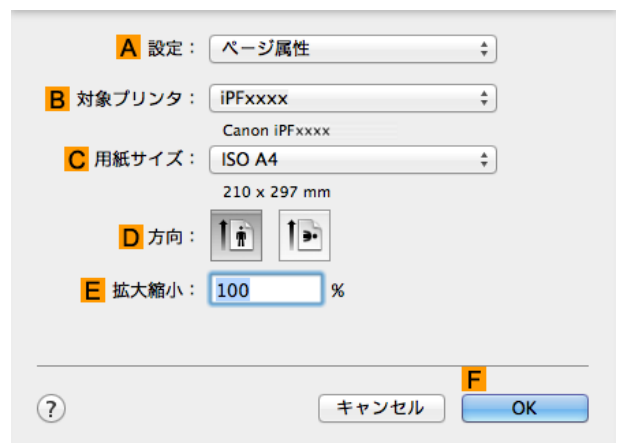 A 設定： ページ属性
B 対象プリンタ： iPFxxxx
Canon iPFxxxx
C 用紙サイズ： ISO A4
210 x 297 mm
D 方向：
E 拡大縮小： 100 %
F
? キャンセル OK